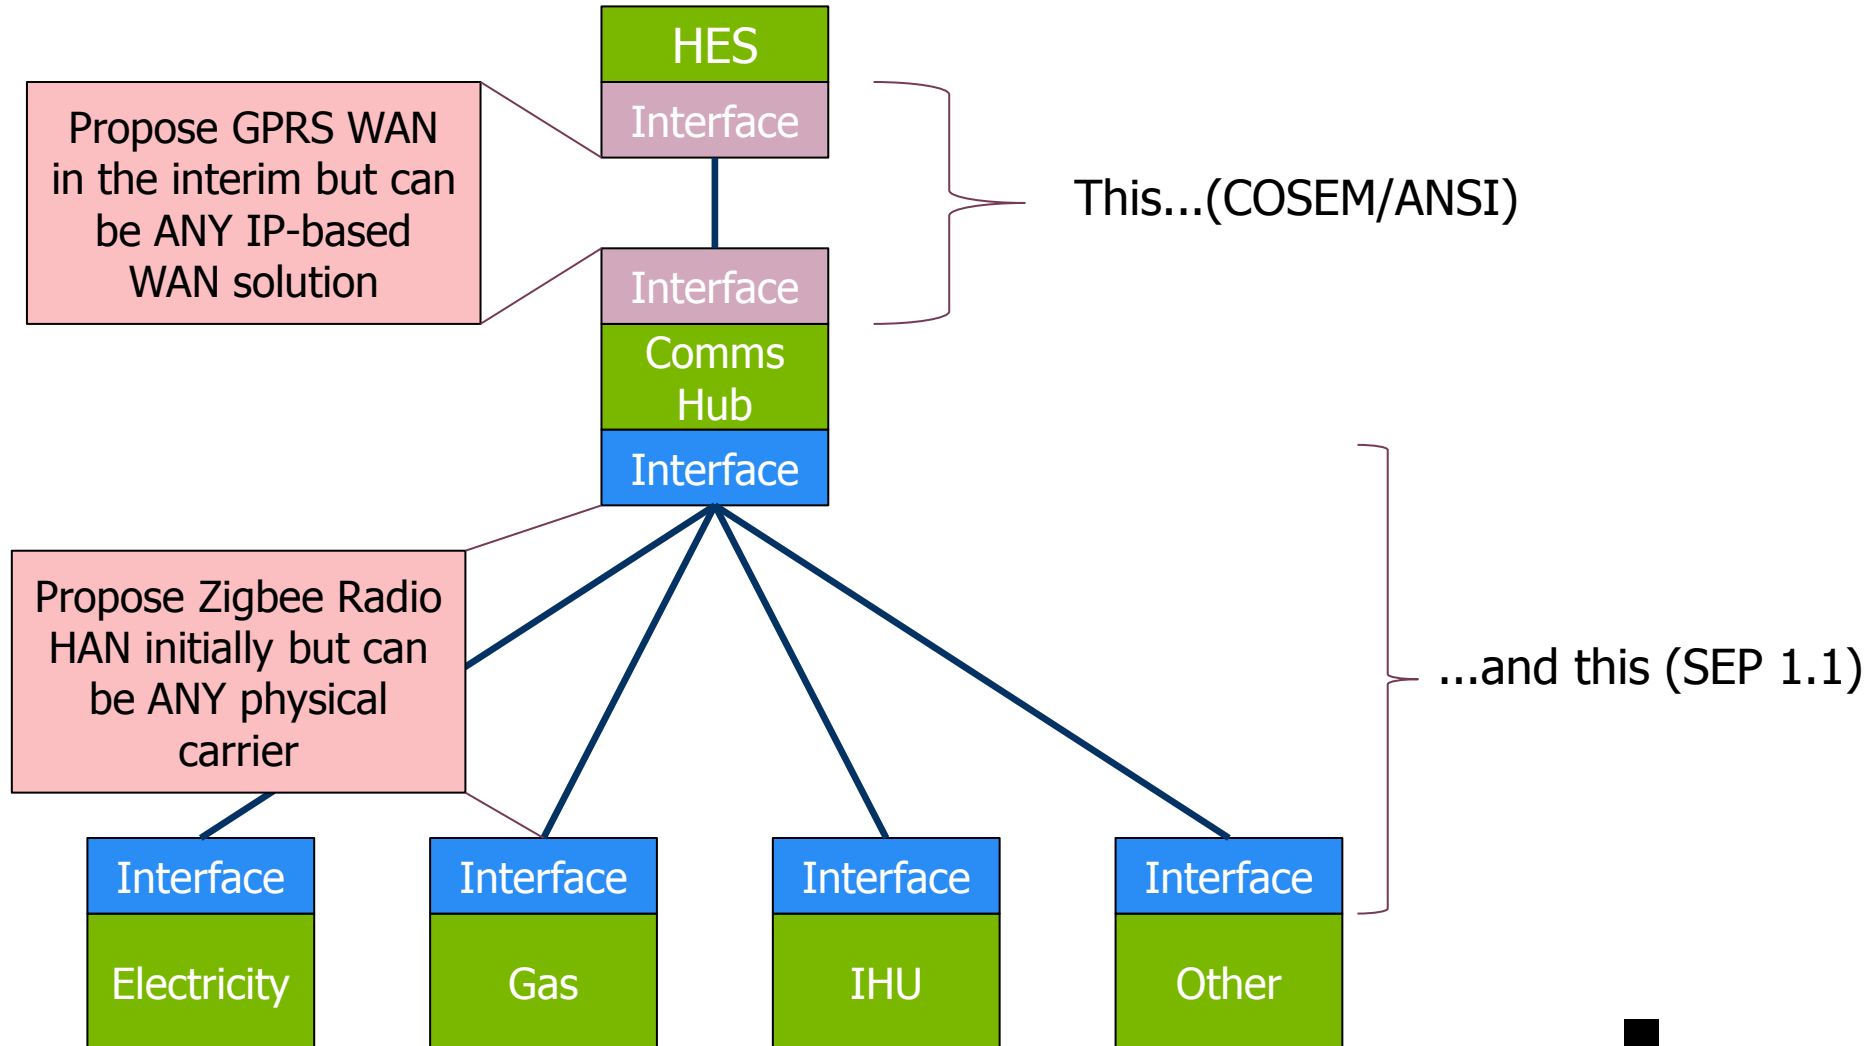 HES
Interface
Propose GPRS WAN
in the interim but can
be ANY IP-based
WAN solution
This...(COSEM/ANSI)
Interface
Comms
Hub
Interface
Propose Zigbee Radio
HAN initially but can
be ANY physical
carrier
...and this (SEP 1.1)
Interface
Interface
Interface
Interface
Electricity
Gas
IHU
Other